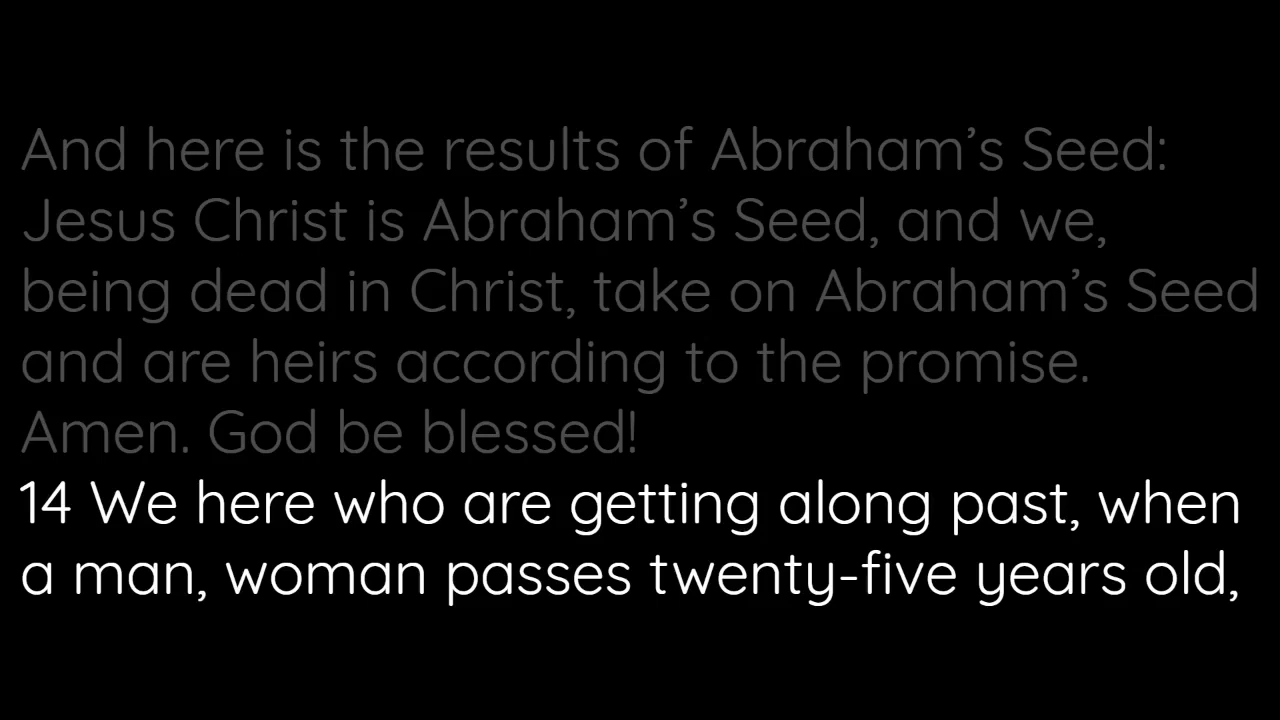 And here is the results of Abraham’s Seed:
Jesus Christ is Abraham’s Seed, and we,
being dead in Christ, take on Abraham’s Seed
and are heirs according to the promise.
Amen. God be blessed!
14 We here who are getting along past, when
a man, woman passes twenty-five years old,